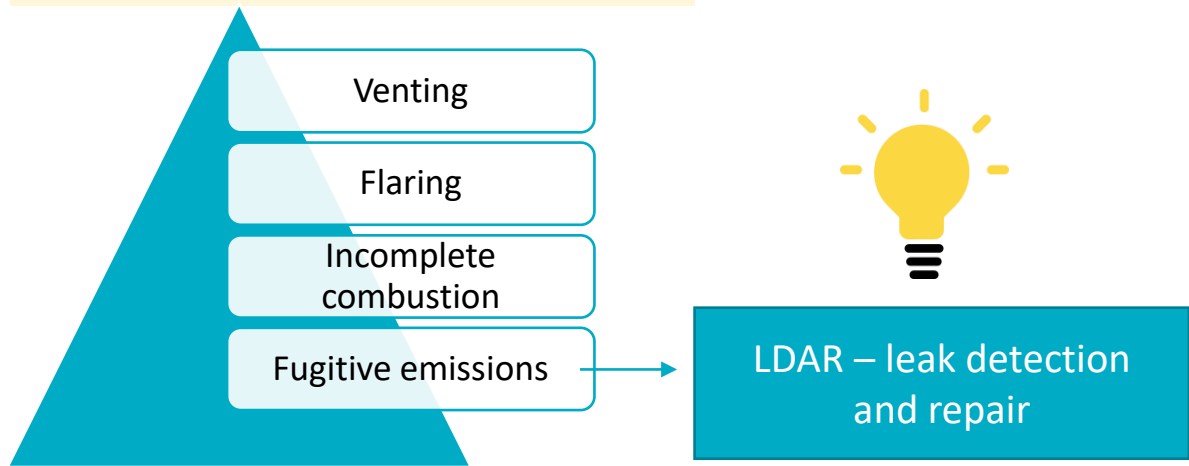 Venting
Flaring
Incomplete
combustion
Fugitive emissions
LDAR – leak detection
and repair